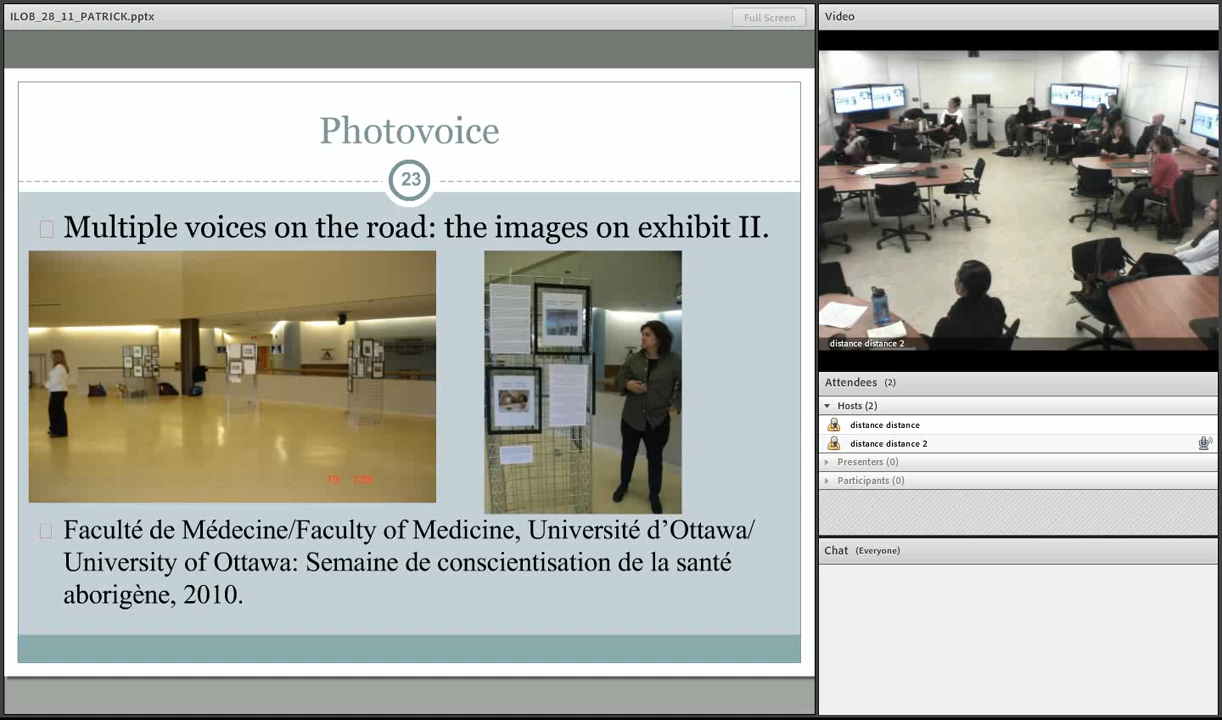 ILOB_28_11_PATRICK.pptx
Full Screen
Photovoice
23
Multiple voices on the road: the images on exhibit II.
Faculté de Médecine/Faculty of Medicine, Université d’Ottawa/
University of Ottawa: Semaine de conscientisation de la santé
aborigène, 2010.
Video
distance distance 2
Attendees (2)
Hosts (2)
distance distance
distance distance 2
Presenters (0)
Participants (0)
Chat (Everyone)